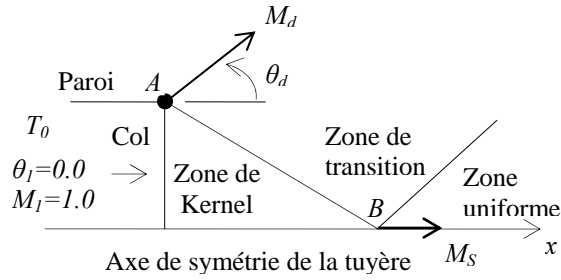 M_d
Paroi
A
θ_d
T_0
Col
Zone de
transition
θ_1=0.0
M_1=1.0
Zone de
Kernel
Zone
uniforme
B
x
M_S
Axe de symétrie de la tuyère